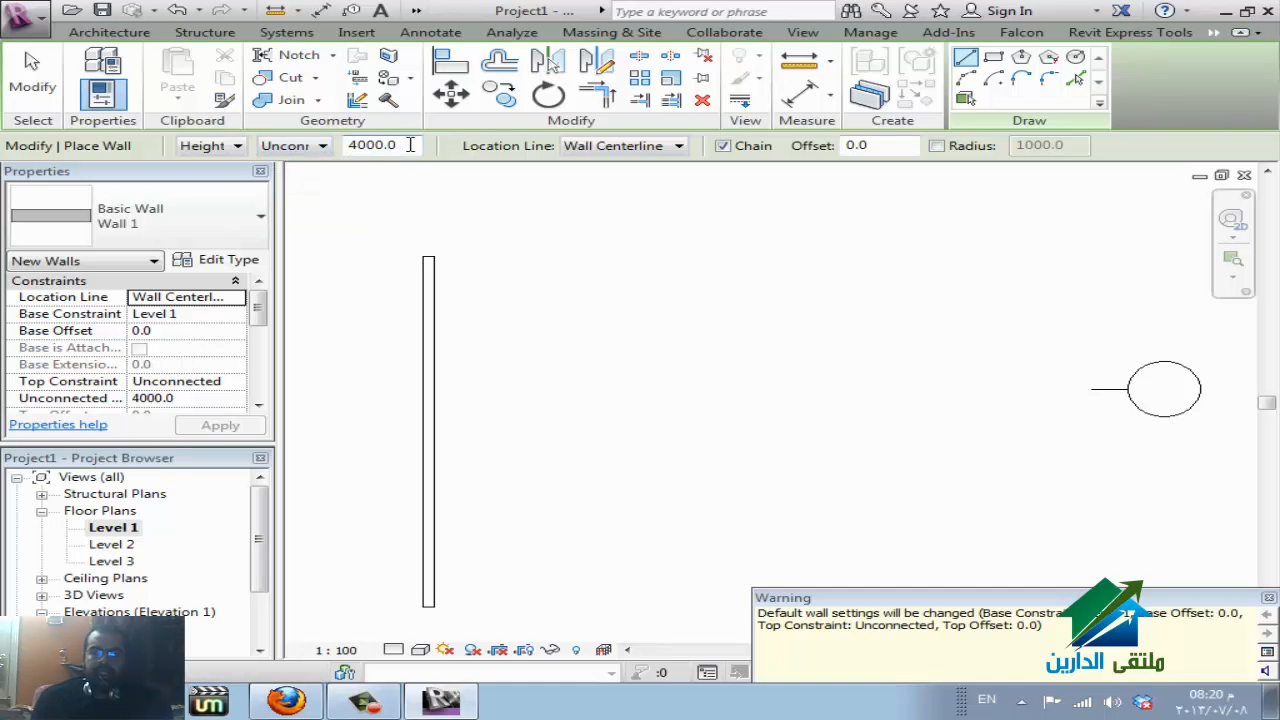 Project1 - ...
Type a keyword or phrase
Sign In
Architecture Structure Systems Insert Annotate Analyze Massing & Site Collaborate View Manage Add-Ins Falcon Revit Express Tools
Modify
Paste
Notch
Cut
Join
Select Properties Clipboard Geometry Modify View Measure Create Draw
Modify | Place Wall Height Unconr 4000.0 Location Line: Wall Centerline Chain Offset: 0.0 Radius: 1000.0
Properties
Basic Wall
Wall 1
New Walls Edit Type
Constraints
Location Line Wall Centerl...
Base Constraint Level 1
Base Offset 0.0
Base is Attach...
Base Extensio... 0.0
Top Constraint Unconnected
Unconnected ... 4000.0
Properties help Apply
Project1 - Project Browser
Views (all)
Structural Plans
Floor Plans
Level 1
Level 2
Level 3
Ceiling Plans
3D Views
Elevations (Elevation 1)
2D
Warning
Default wall settings will be changed (Base Constra ase Offset: 0.0,
Top Constraint: Unconnected, Top Offset: 0.0)
ملتقى الدارين
1 : 100
:0
um
EN
08:20 م
٢٠١٣/٠٧/٠٨